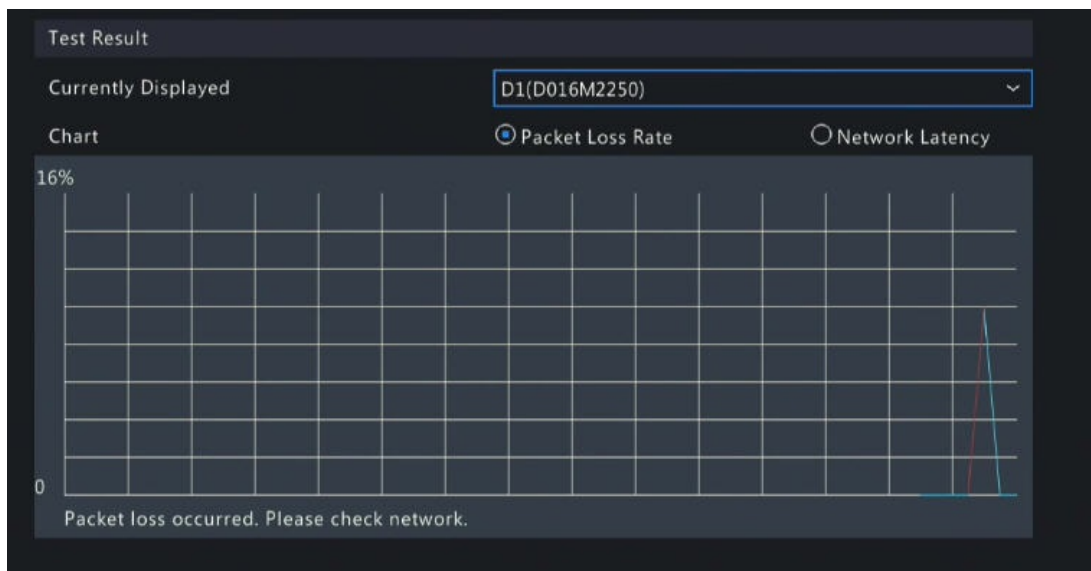 Test Result
Currently Displayed D1(D016M2250)
Chart Packet Loss Rate Network Latency
16%
0
Packet loss occurred. Please check network.